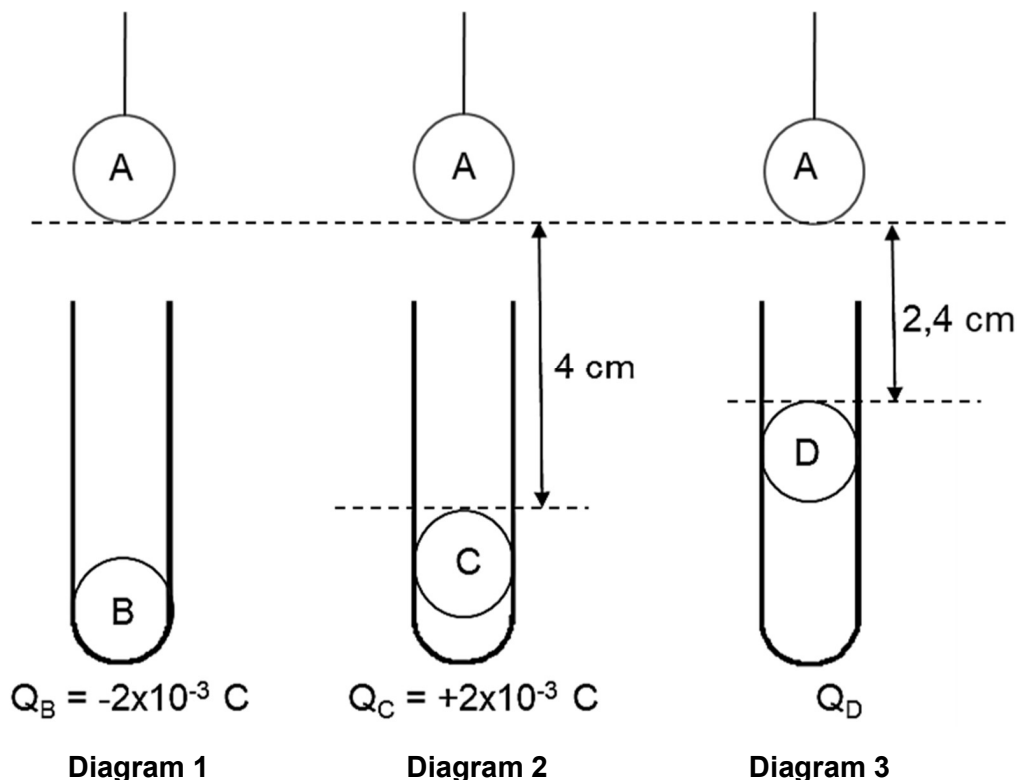 A A A
2,4 cm
4 cm
D
C
B
Q_B = -2x10^-3 C Q_C = +2x10^-3 C Q_D
Diagram 1 Diagram 2 Diagram 3